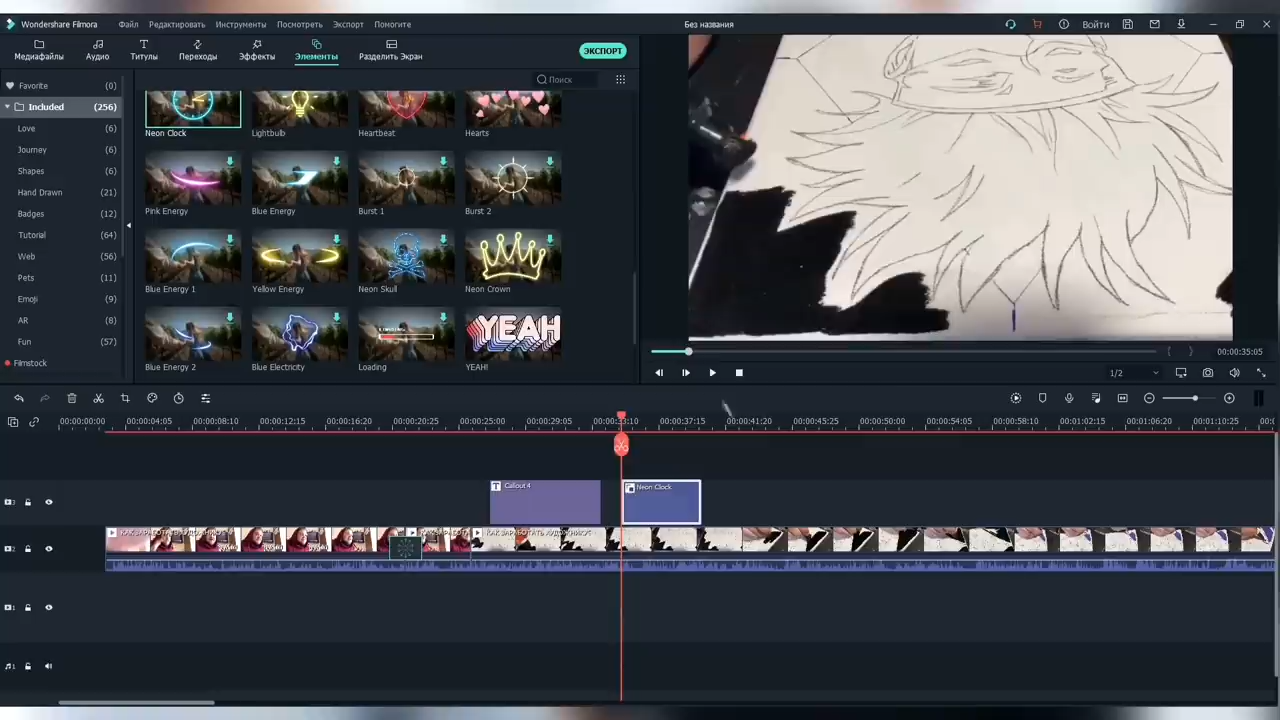 Wondershare Filmora Файл Редактировать Инструменты Посмотреть Экспорт Помогите Без названия Войти
Медиафайлы Аудио Титулы Переходы Эффекты Элементы Разделить Экран ЭКСПОРТ
Favorite (0)
Included (256)
Love (6)
Journey (6)
Shapes (6)
Hand Drawn (21)
Badges (12)
Tutorial (64)
Web (56)
Pets (11)
Emoji (9)
AR (8)
Fun (57)
Filmstock
Поиск
Neon Clock Lightbulb Heartbeat Hearts
Pink Energy Blue Energy Burst 1 Burst 2
Blue Energy 1 Yellow Energy Neon Skull Neon Crown
YEAH
Blue Energy 2 Blue Electricity Loading YEAH!
00:00:35:05
1/2
00:00:00:00 00:00:04:05 00:00:08:10 00:00:12:15 00:00:16:20 00:00:20:25 00:00:25:00 00:00:29:05 00:00:33:10 00:00:37:15 00:00:41:20 00:00:45:25 00:00:50:00 00:00:54:05 00:00:58:10 00:01:02:15 00:01:06:20 00:01:10:25
3 T Callout 4 Neon Clock
2 КАК ЗАРАБОТАТЬ ХУДОЖНИКУ
1
1